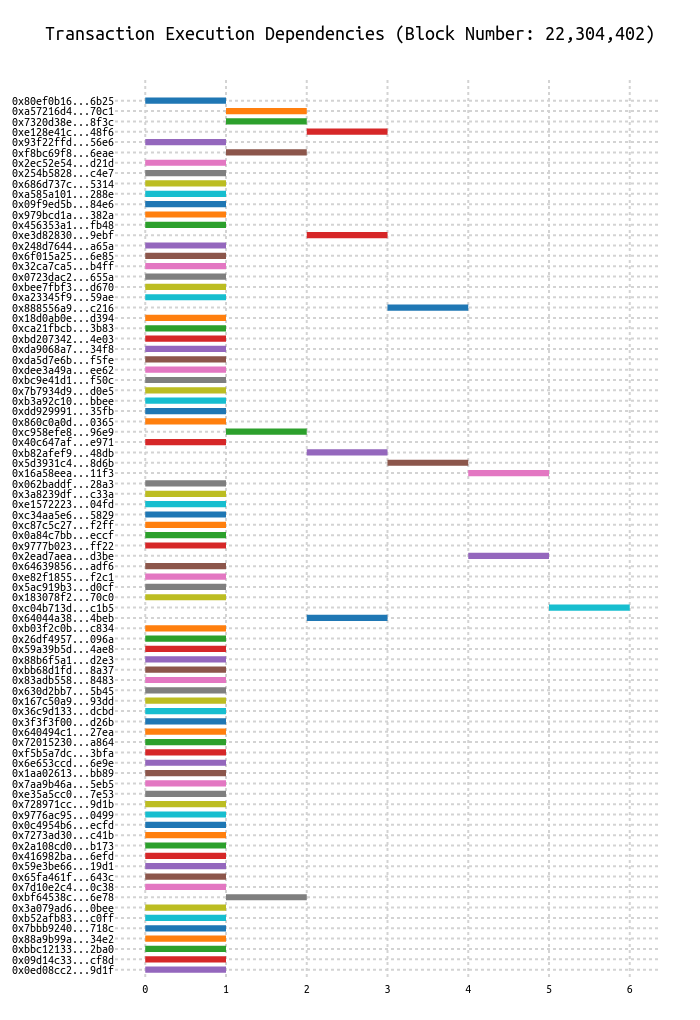 Transaction Execution Dependencies (Block Number: 22,304,402)
0x80ef0b16...6b25
0xa57216d4...70c1
0x7320d38e...8f3c
0xe128e41c...48f6
0x93f22ffd...56e6
0xf8bc69f8...6eae
0x2ec52e54...d21d
0x254b5828...c4e7
0x686d737c...5314
0xa585a101...288e
0x09f9ed5b...84e6
0x979bcd1a...382a
0x456353a1...fb48
0xe3d82830...9ebf
0x248d7644...a65a
0x6f015a25...6e85
0x32ca7ca5...b4ff
0x0723dac2...655a
0xbee7fbf3...d670
0xa23345f9...59ae
0x888556a9...c216
0x18d0ab0e...d394
0xca21fbcb...3b83
0xbd207342...4e03
0xda9068a7...34f8
0xda5d7e6b...f5fe
0xdee3a49a...ee62
0xbc9e41d1...f50c
0x7b7934d9...d0e5
0xb3a92c10...bbee
0xdd929991...35fb
0x860c0a0d...0365
0xc958efe8...96e9
0x40c647af...e971
0xb82afef9...48db
0x5d3931c4...8d6b
0x16a58eea...11f3
0x062baddf...28a3
0x3a8239df...c33a
0xe1572223...04fd
0xc34aa5e6...5829
0xc87c5c27...f2ff
0x0a84c7bb...eccf
0x9777b023...ff22
0x2ead7aea...d3be
0x64639856...adf6
0xe82f1855...f2c1
0x5ac919b3...d0cf
0x183078f2...70c0
0xc04b713d...c1b5
0x64044a38...4beb
0xb03f2c0b...c834
0x26df4957...096a
0x59a39b5d...4ae8
0x88b6f5a1...d2e3
0xbb68d1fd...8a37
0x83adb558...8483
0x630d2bb7...5b45
0x167c50a9...93dd
0x36c9d133...dcbd
0x3f3f3f00...d26b
0x640494c1...27ea
0x72015230...a864
0xf5b5a7dc...3bfa
0x6e653ccd...6e9e
0x1aa02613...bb89
0x7aa9b46a...5eb5
0xe35a5cc0...7e53
0x728971cc...9d1b
0x9776ac95...0499
0x0c4954b6...ecfd
0x7273ad30...c41b
0x2a108cd0...b173
0x416982ba...6efd
0x59e3be66...19d1
0x65fa461f...643c
0x7d10e2c4...0c38
0xbf64538c...6e78
0x3a079ad6...0bee
0xb52afb83...c0ff
0x7bbb9240...718c
0x88a9b99a...34e2
0xbbc12133...2ba0
0x09d14c33...cf8d
0x0ed08cc2...9d1f
0 1 2 3 4 5 6